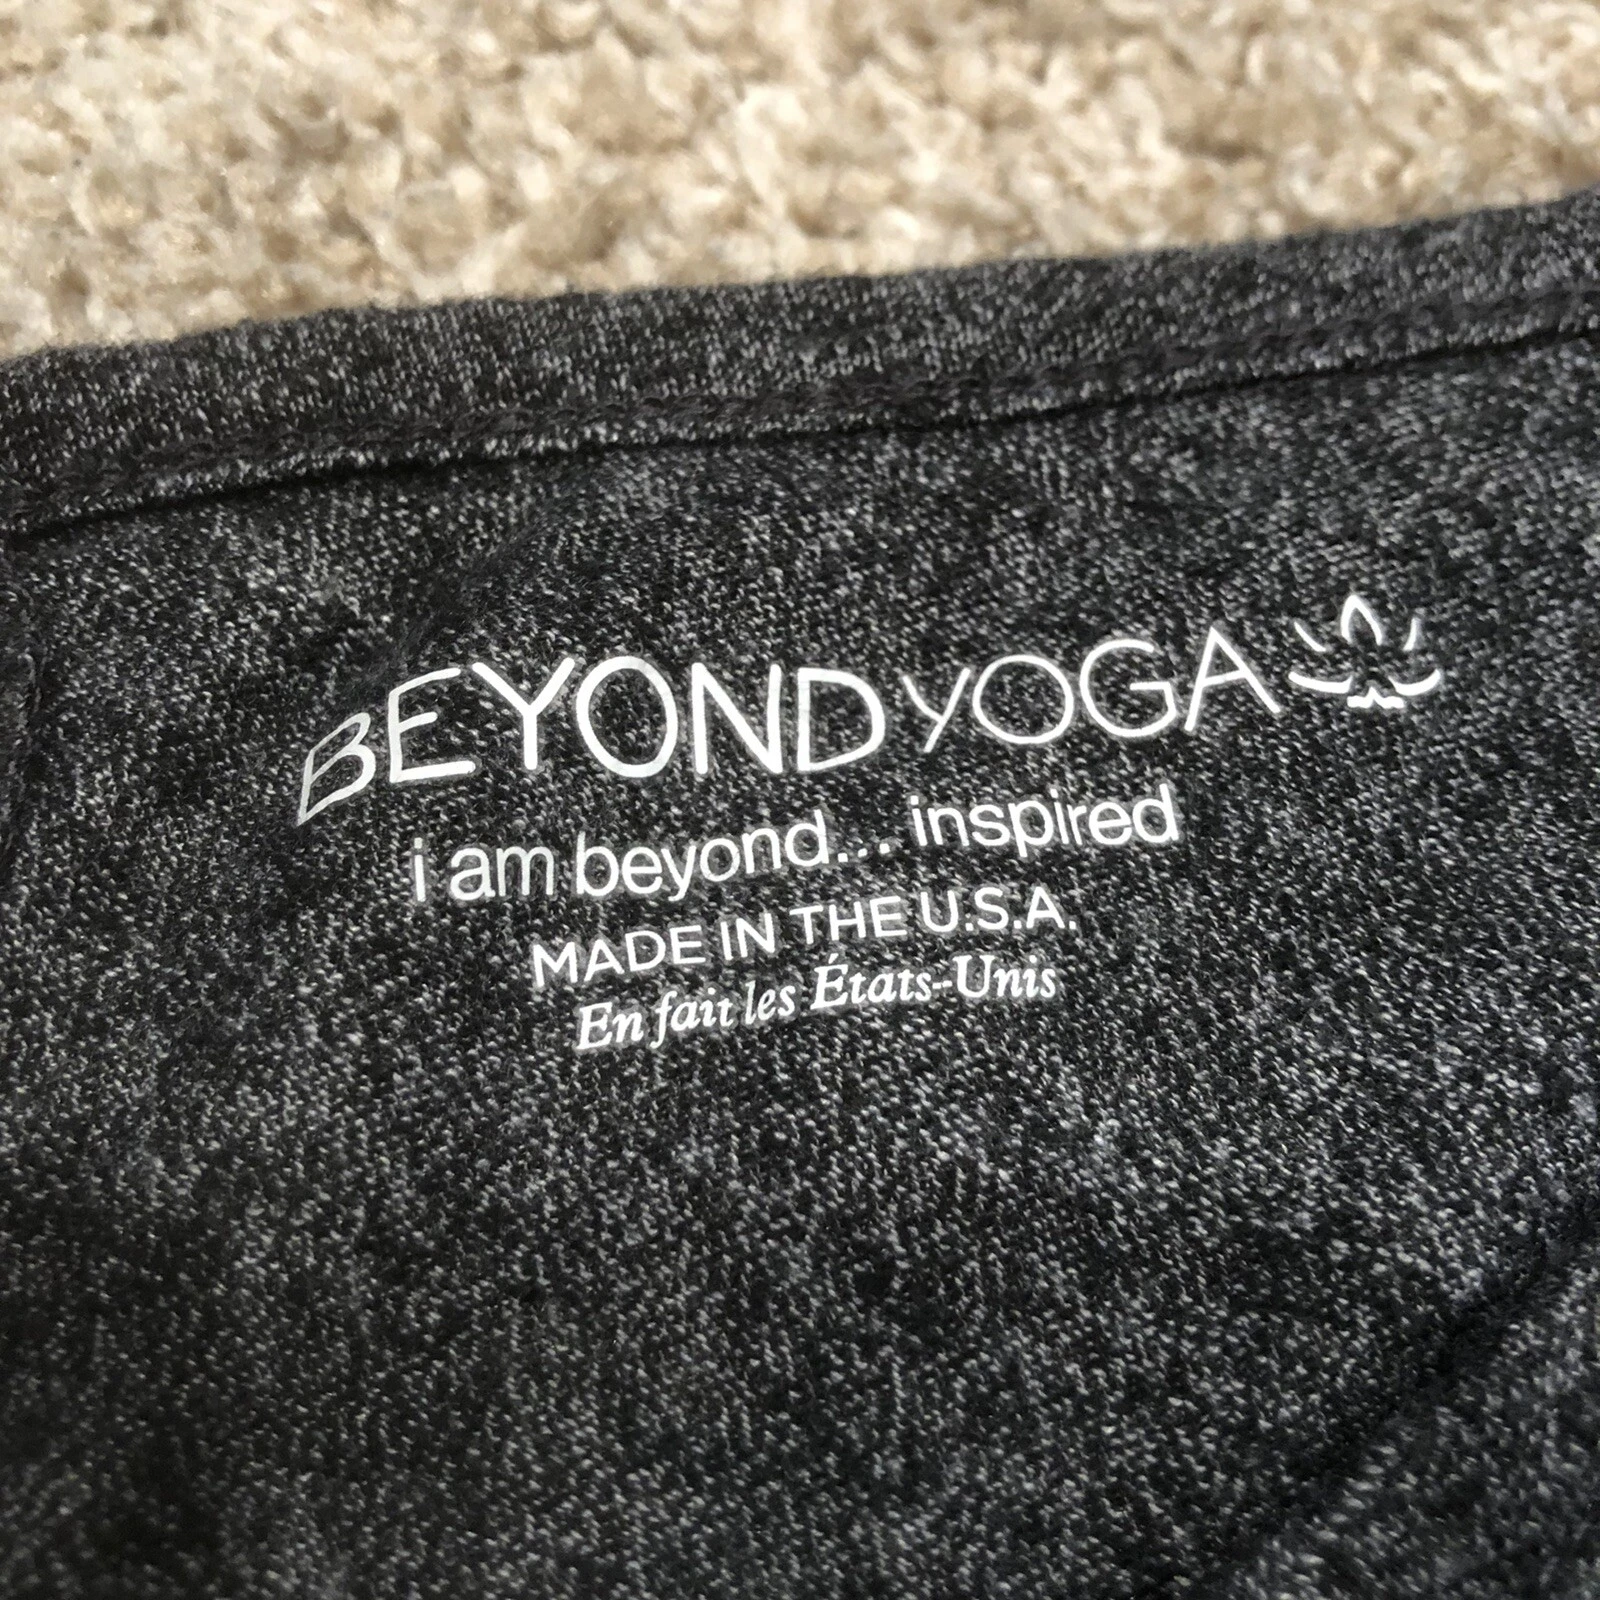 BEYOND YOGA
i am beyond... inspired
MADE IN THE U.S.A.
En fait les États-Unis